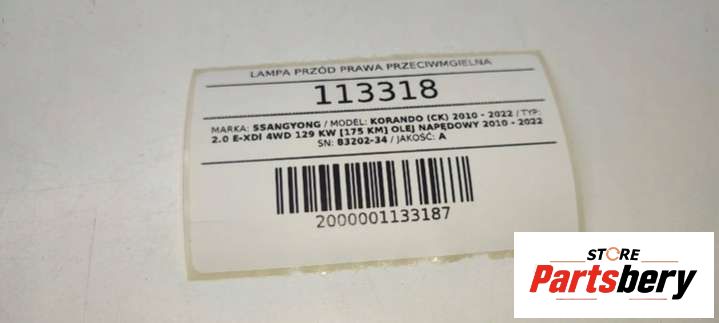 LAMPA PRZÓD PRAWA PRZECIWMGIELNA
113318
MARKA: SSANGYONG / MODEL: KORANDO (CK) 2010 - 2022 / TYP:
2.0 E-XDI 4WD 129 KW [175 KM] OLEJ NAPĘDOWY 2010 - 2022
SN: 83202-34 / JAKOŚĆ: A
2000001133187
STORE
Partsbery